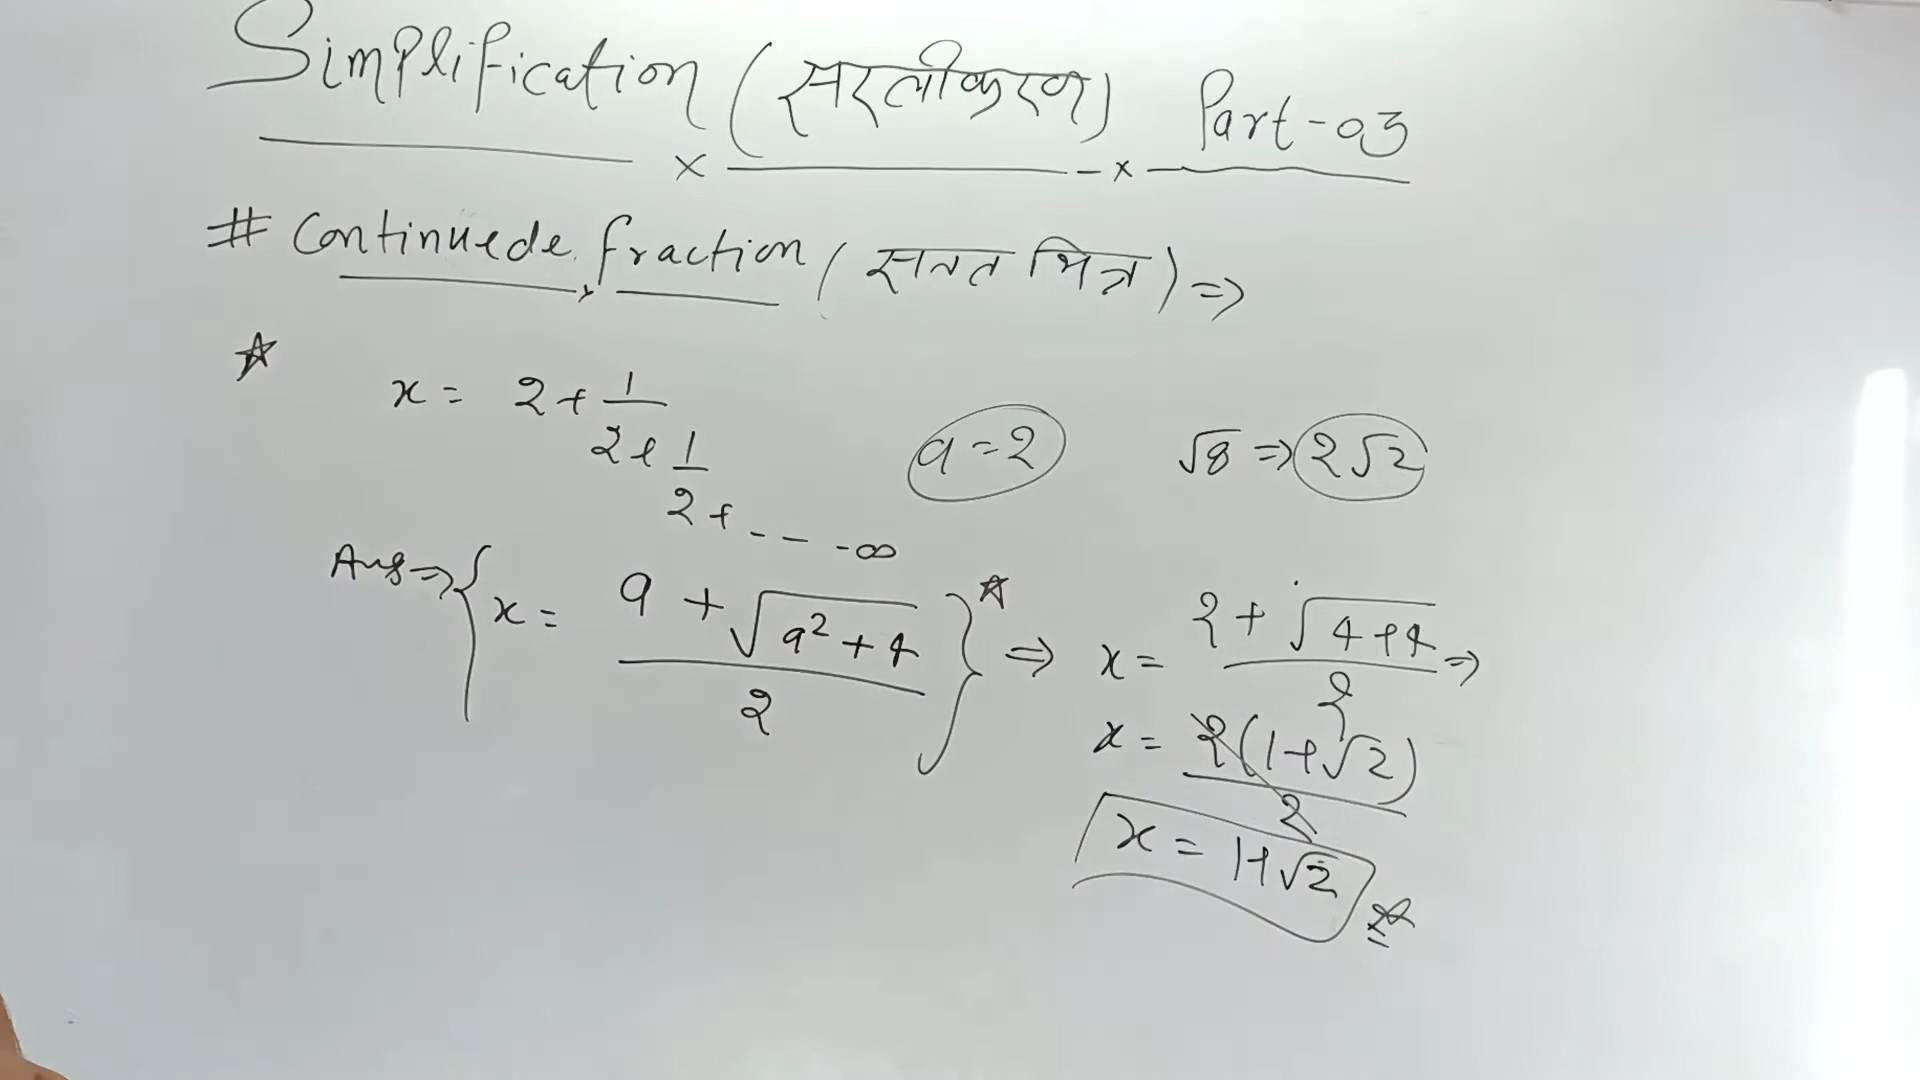 Simplification (सरलीकरण) Part-03
# Continuede fraction (सतत भिन्न) ⇒
x = 2 + 1
2 + 1
2 + - - - ∞
a = 2
√8 ⇒ 2√2
Ans ⇒ { x = a + √a² + 4 / 2 } ⇒ x = 2 + √4+4 / 2 ⇒
x = 2(1+√2) / 2
x = 1+√2